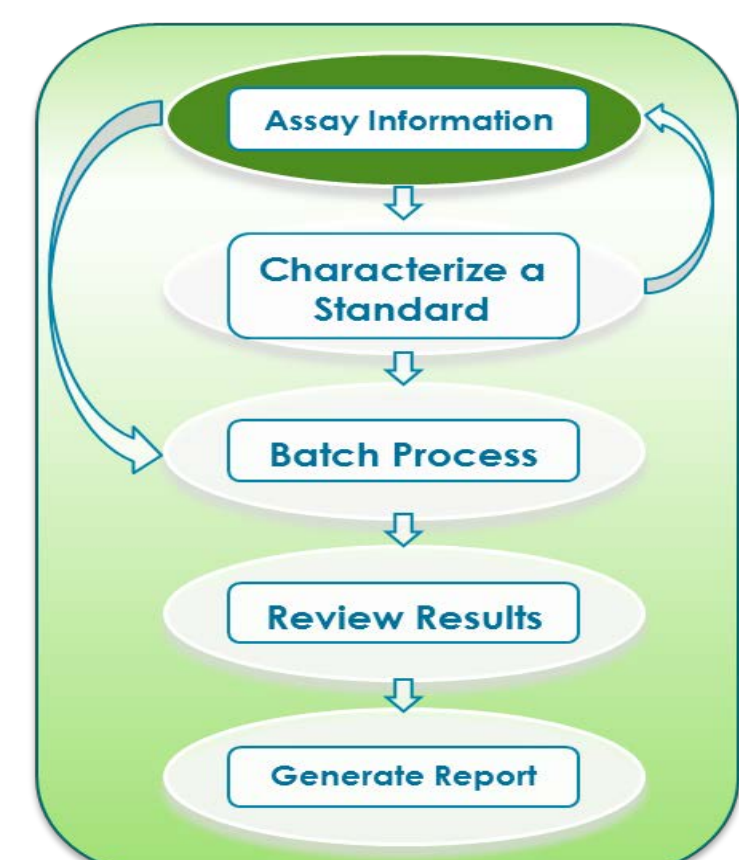 Assay Information
Characterize a
Standard
Batch Process
Review Results
Generate Report